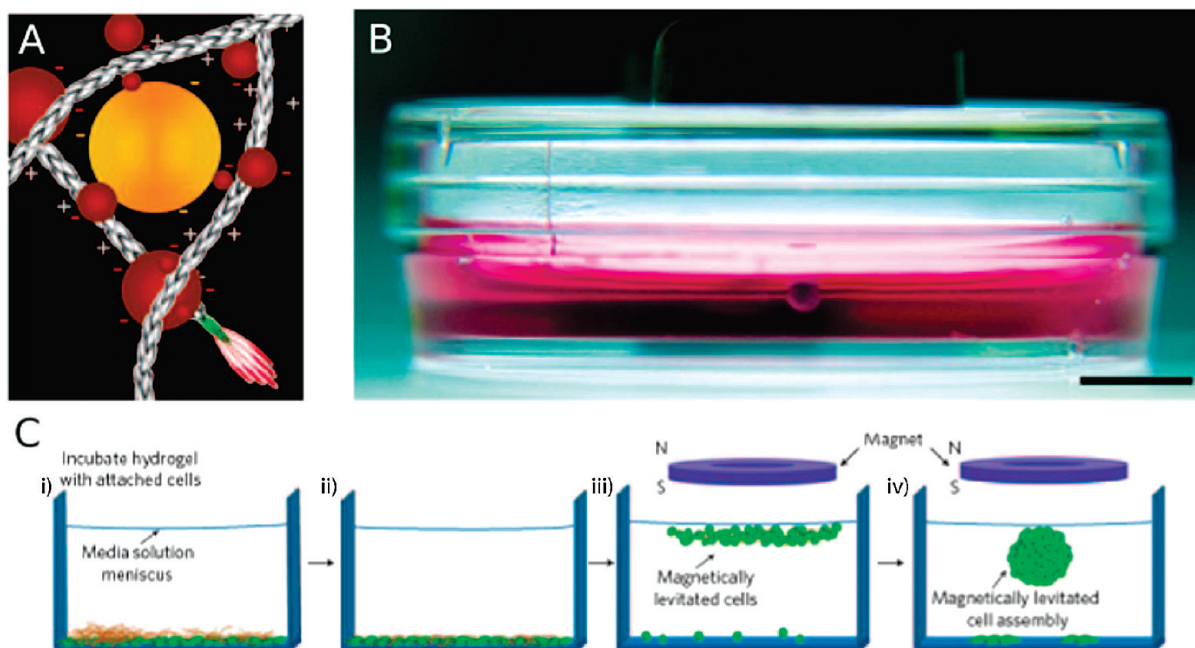 A
B
C
Incubate hydrogel
with attached cells
i)
Media solution
meniscus
ii)
iii)
N
S
Magnet
Magnetically
levitated cells
iv)
N
S
Magnetically levitated
cell assembly